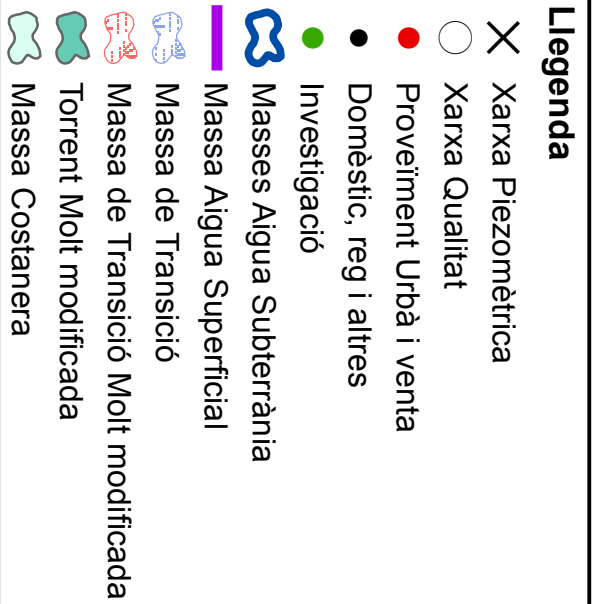 Llegenda
Xarxa Piezomètrica
Xarxa Qualitat
Proveïment Urbà i venta
Domèstic, reg i altres
Investigació
Masses Aigua Subterrània
Massa Aigua Superficial
Massa de Transició
Massa de Transició Molt modificada
Torrent Molt modificada
Massa Costanera